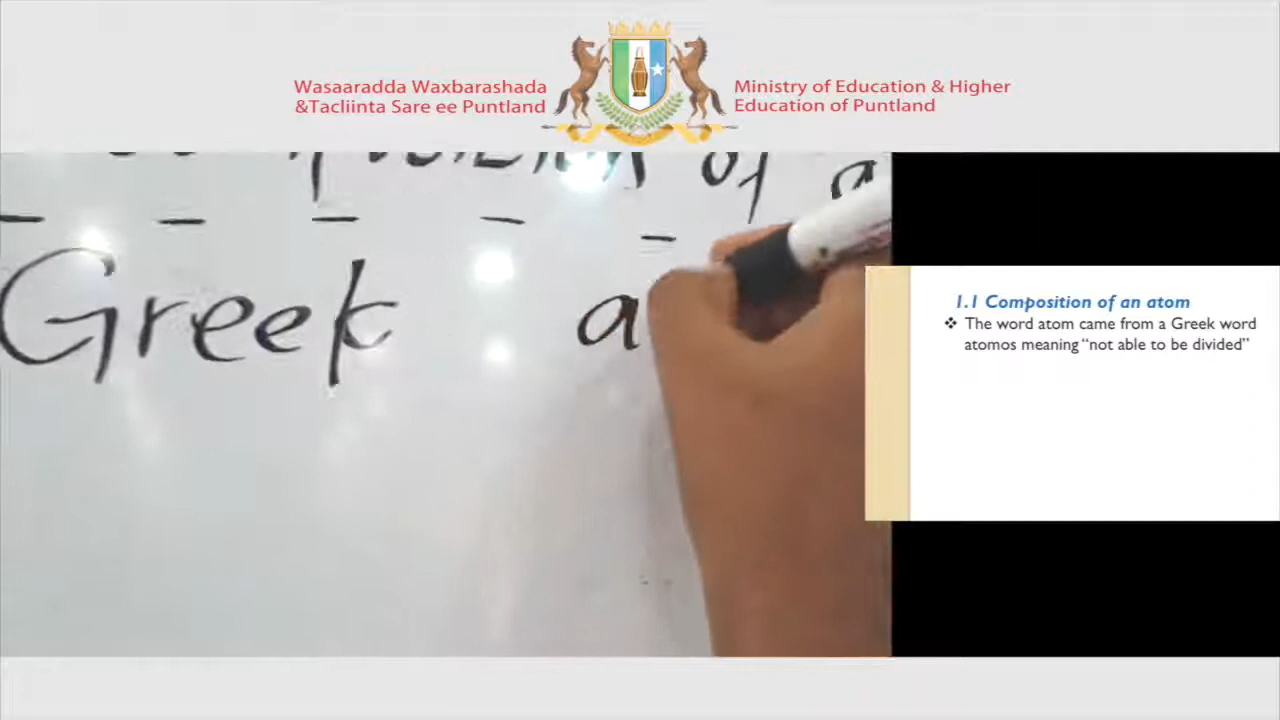 Wasaaradda Waxbarashada
&Tacliinta Sare ee Puntland
Ministry of Education & Higher
Education of Puntland
of a
Greek a
1.1 Composition of an atom
❖ The word atom came from a Greek word
atomos meaning “not able to be divided”